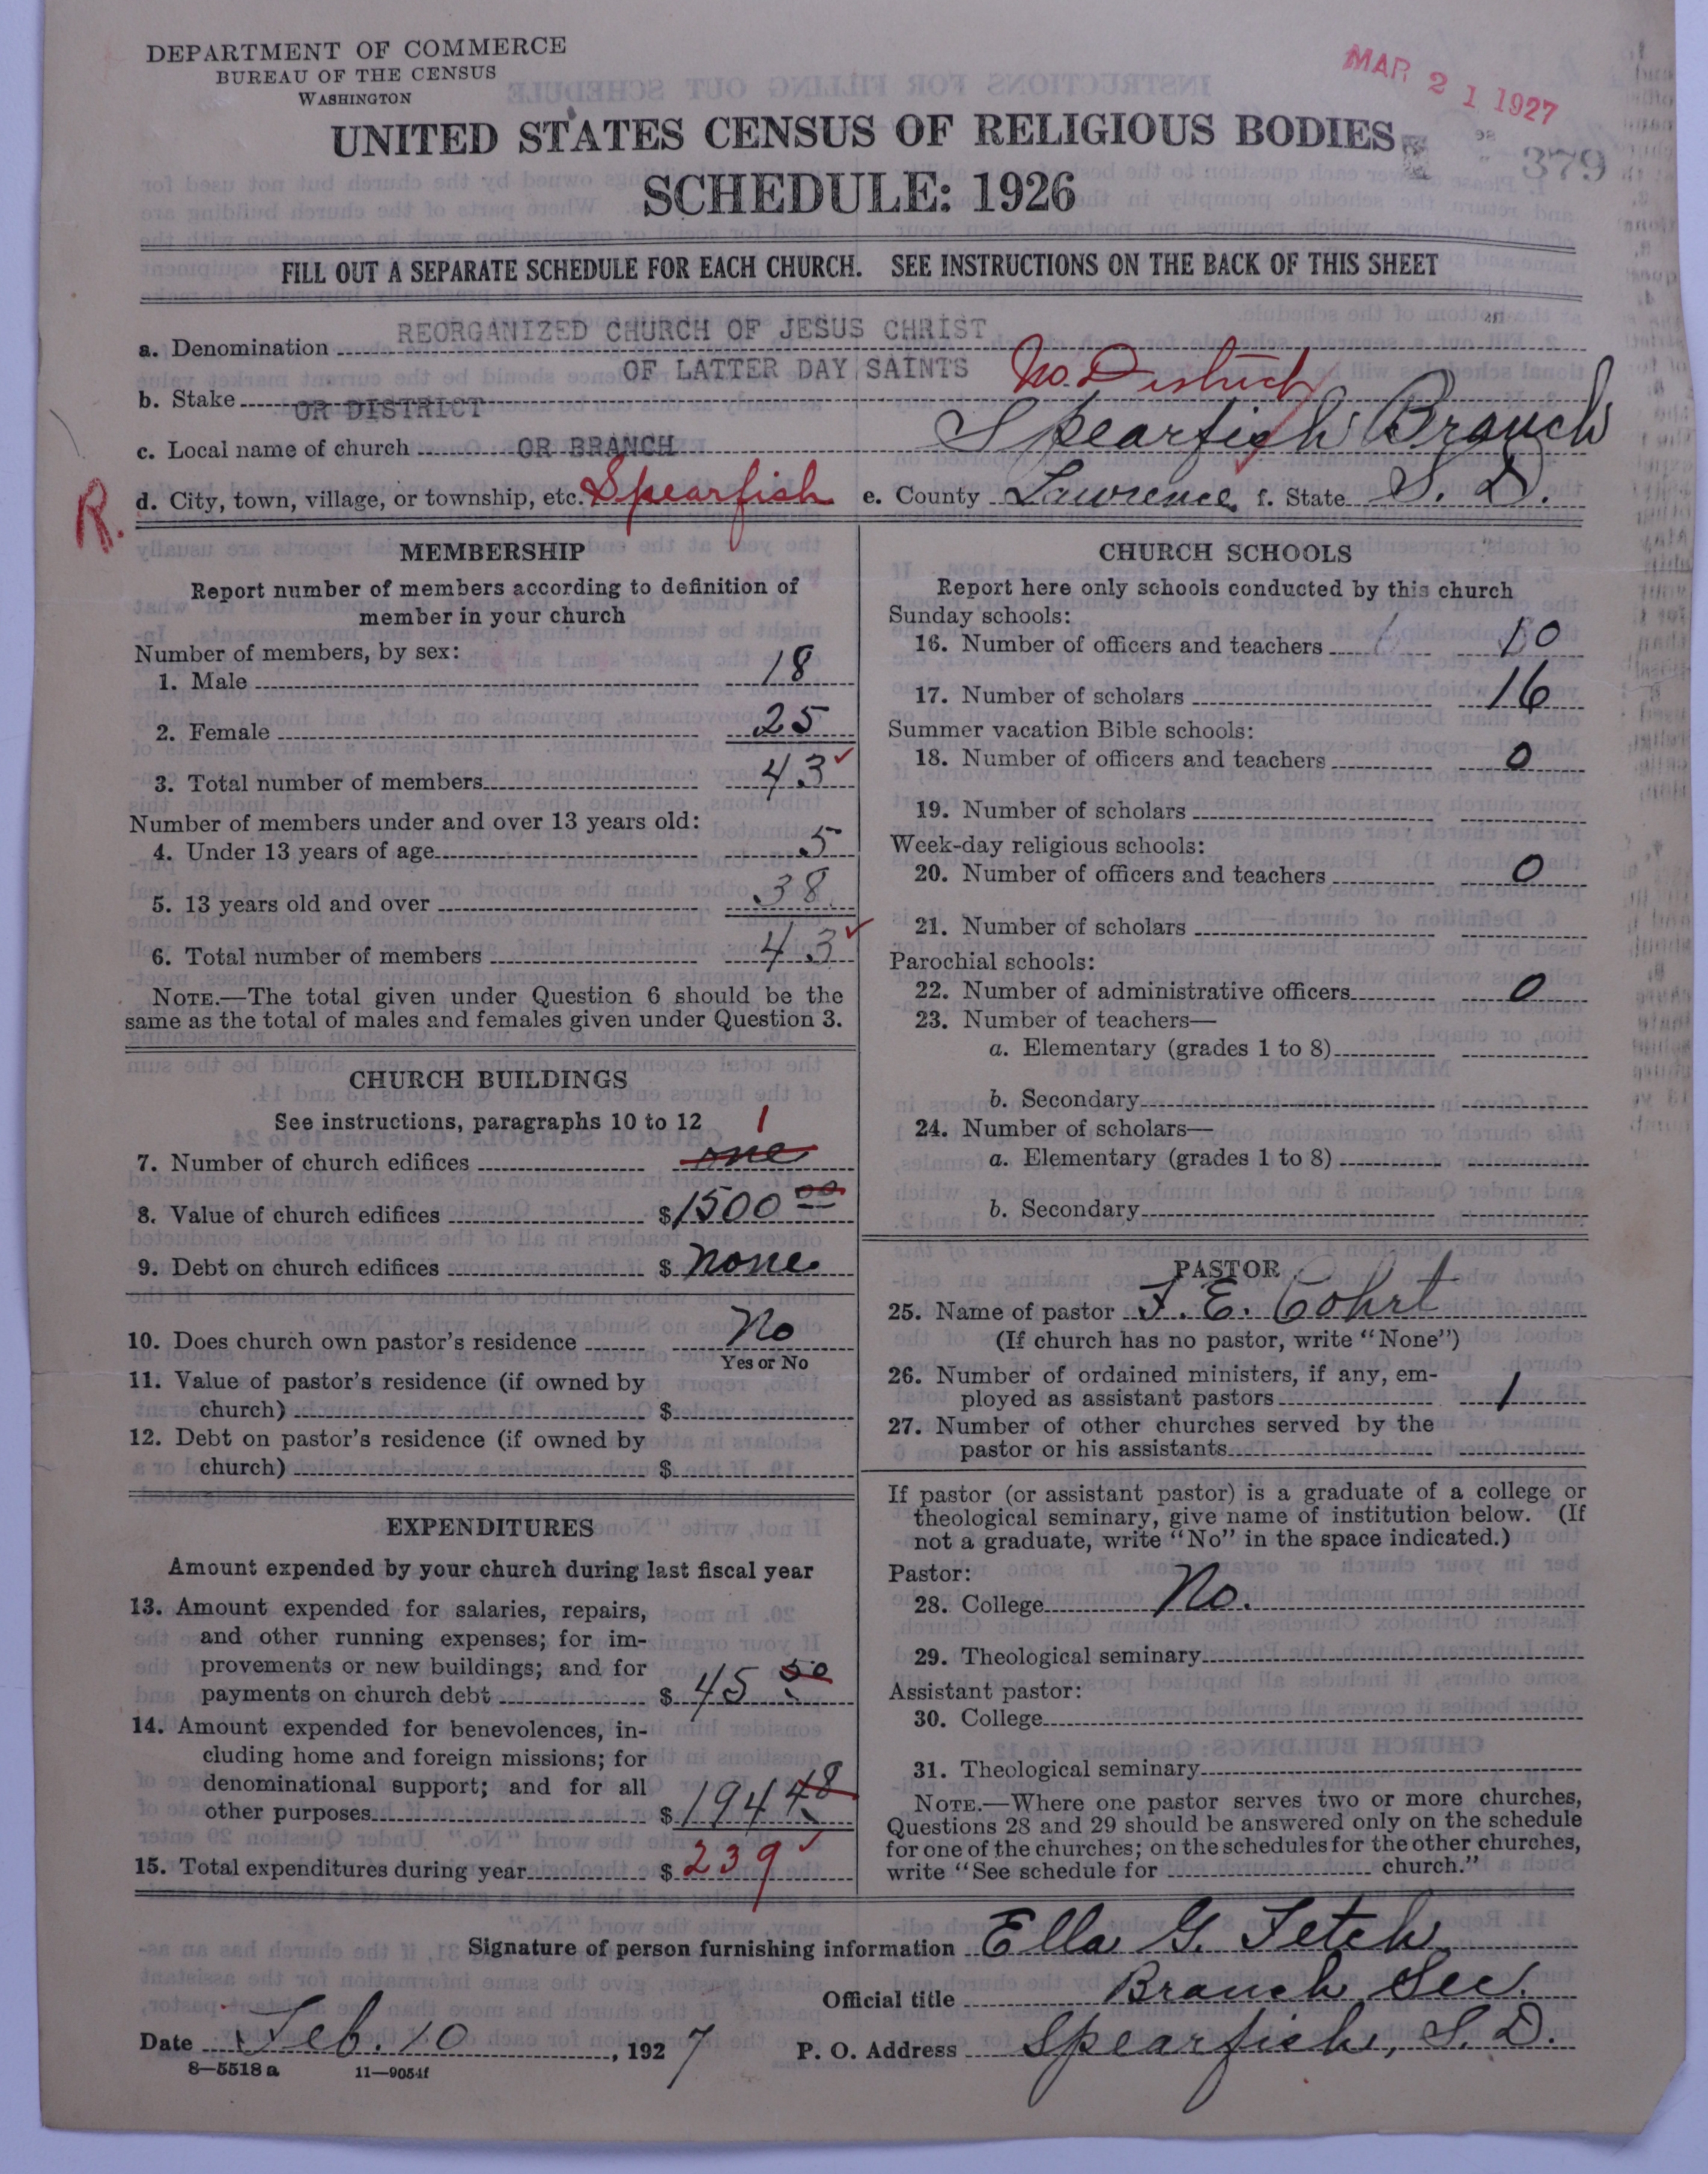 DEPARTMENT OF COMMERCE
BUREAU OF THE CENSUS
WASHINGTON
MAR 21 1927
UNITED STATES CENSUS OF RELIGIOUS BODIES
379
SCHEDULE: 1926
FILL OUT A SEPARATE SCHEDULE FOR EACH CHURCH. SEE INSTRUCTIONS ON THE BACK OF THIS SHEET
a. Denomination REORGANIZED CHURCH OF JESUS CHRIST
OF LATTER DAY SAINTS
b. Stake OR DISTRICT No. District
c. Local name of church OR BRANCH Spearfish Branch
R. d. City, town, village, or township, etc. Spearfish e. County Lawrence f. State S. D.
MEMBERSHIP
Report number of members according to definition of
member in your church
Number of members, by sex:
1. Male 18
2. Female 25
3. Total number of members 43
Number of members under and over 13 years old:
4. Under 13 years of age 5
5. 13 years old and over 38
6. Total number of members 43
NOTE.—The total given under Question 6 should be the
same as the total of males and females given under Question 3.
CHURCH BUILDINGS
See instructions, paragraphs 10 to 12 1
7. Number of church edifices one
8. Value of church edifices $ 1500 00
9. Debt on church edifices $ none
10. Does church own pastor's residence No
Yes or No
11. Value of pastor's residence (if owned by
church) $
12. Debt on pastor's residence (if owned by
church) $
EXPENDITURES
Amount expended by your church during last fiscal year
13. Amount expended for salaries, repairs,
and other running expenses; for im-
provements or new buildings; and for
payments on church debt $ 45 50
14. Amount expended for benevolences, in-
cluding home and foreign missions; for
denominational support; and for all
other purposes $ 194 48
15. Total expenditures during year $ 239
CHURCH SCHOOLS
Report here only schools conducted by this church
Sunday schools:
16. Number of officers and teachers 10
17. Number of scholars 16
Summer vacation Bible schools:
18. Number of officers and teachers 0
19. Number of scholars
Week-day religious schools:
20. Number of officers and teachers 0
21. Number of scholars
Parochial schools:
22. Number of administrative officers 0
23. Number of teachers—
a. Elementary (grades 1 to 8)
b. Secondary
24. Number of scholars—
a. Elementary (grades 1 to 8)
b. Secondary
PASTOR
25. Name of pastor F. E. Cohrt
(If church has no pastor, write "None")
26. Number of ordained ministers, if any, em-
ployed as assistant pastors 1
27. Number of other churches served by the
pastor or his assistants
If pastor (or assistant pastor) is a graduate of a college or
theological seminary, give name of institution below. (If
not a graduate, write "No" in the space indicated.)
Pastor:
28. College No.
29. Theological seminary
Assistant pastor:
30. College
31. Theological seminary
NOTE.—Where one pastor serves two or more churches,
Questions 28 and 29 should be answered only on the schedule
for one of the churches; on the schedules for the other churches,
write "See schedule for church."
Signature of person furnishing information Ella G. Fetch
Official title Branch Sec.
Date Feb. 10, 1927 P. O. Address Spearfish, S. D.
8—5518 a 11—9054f